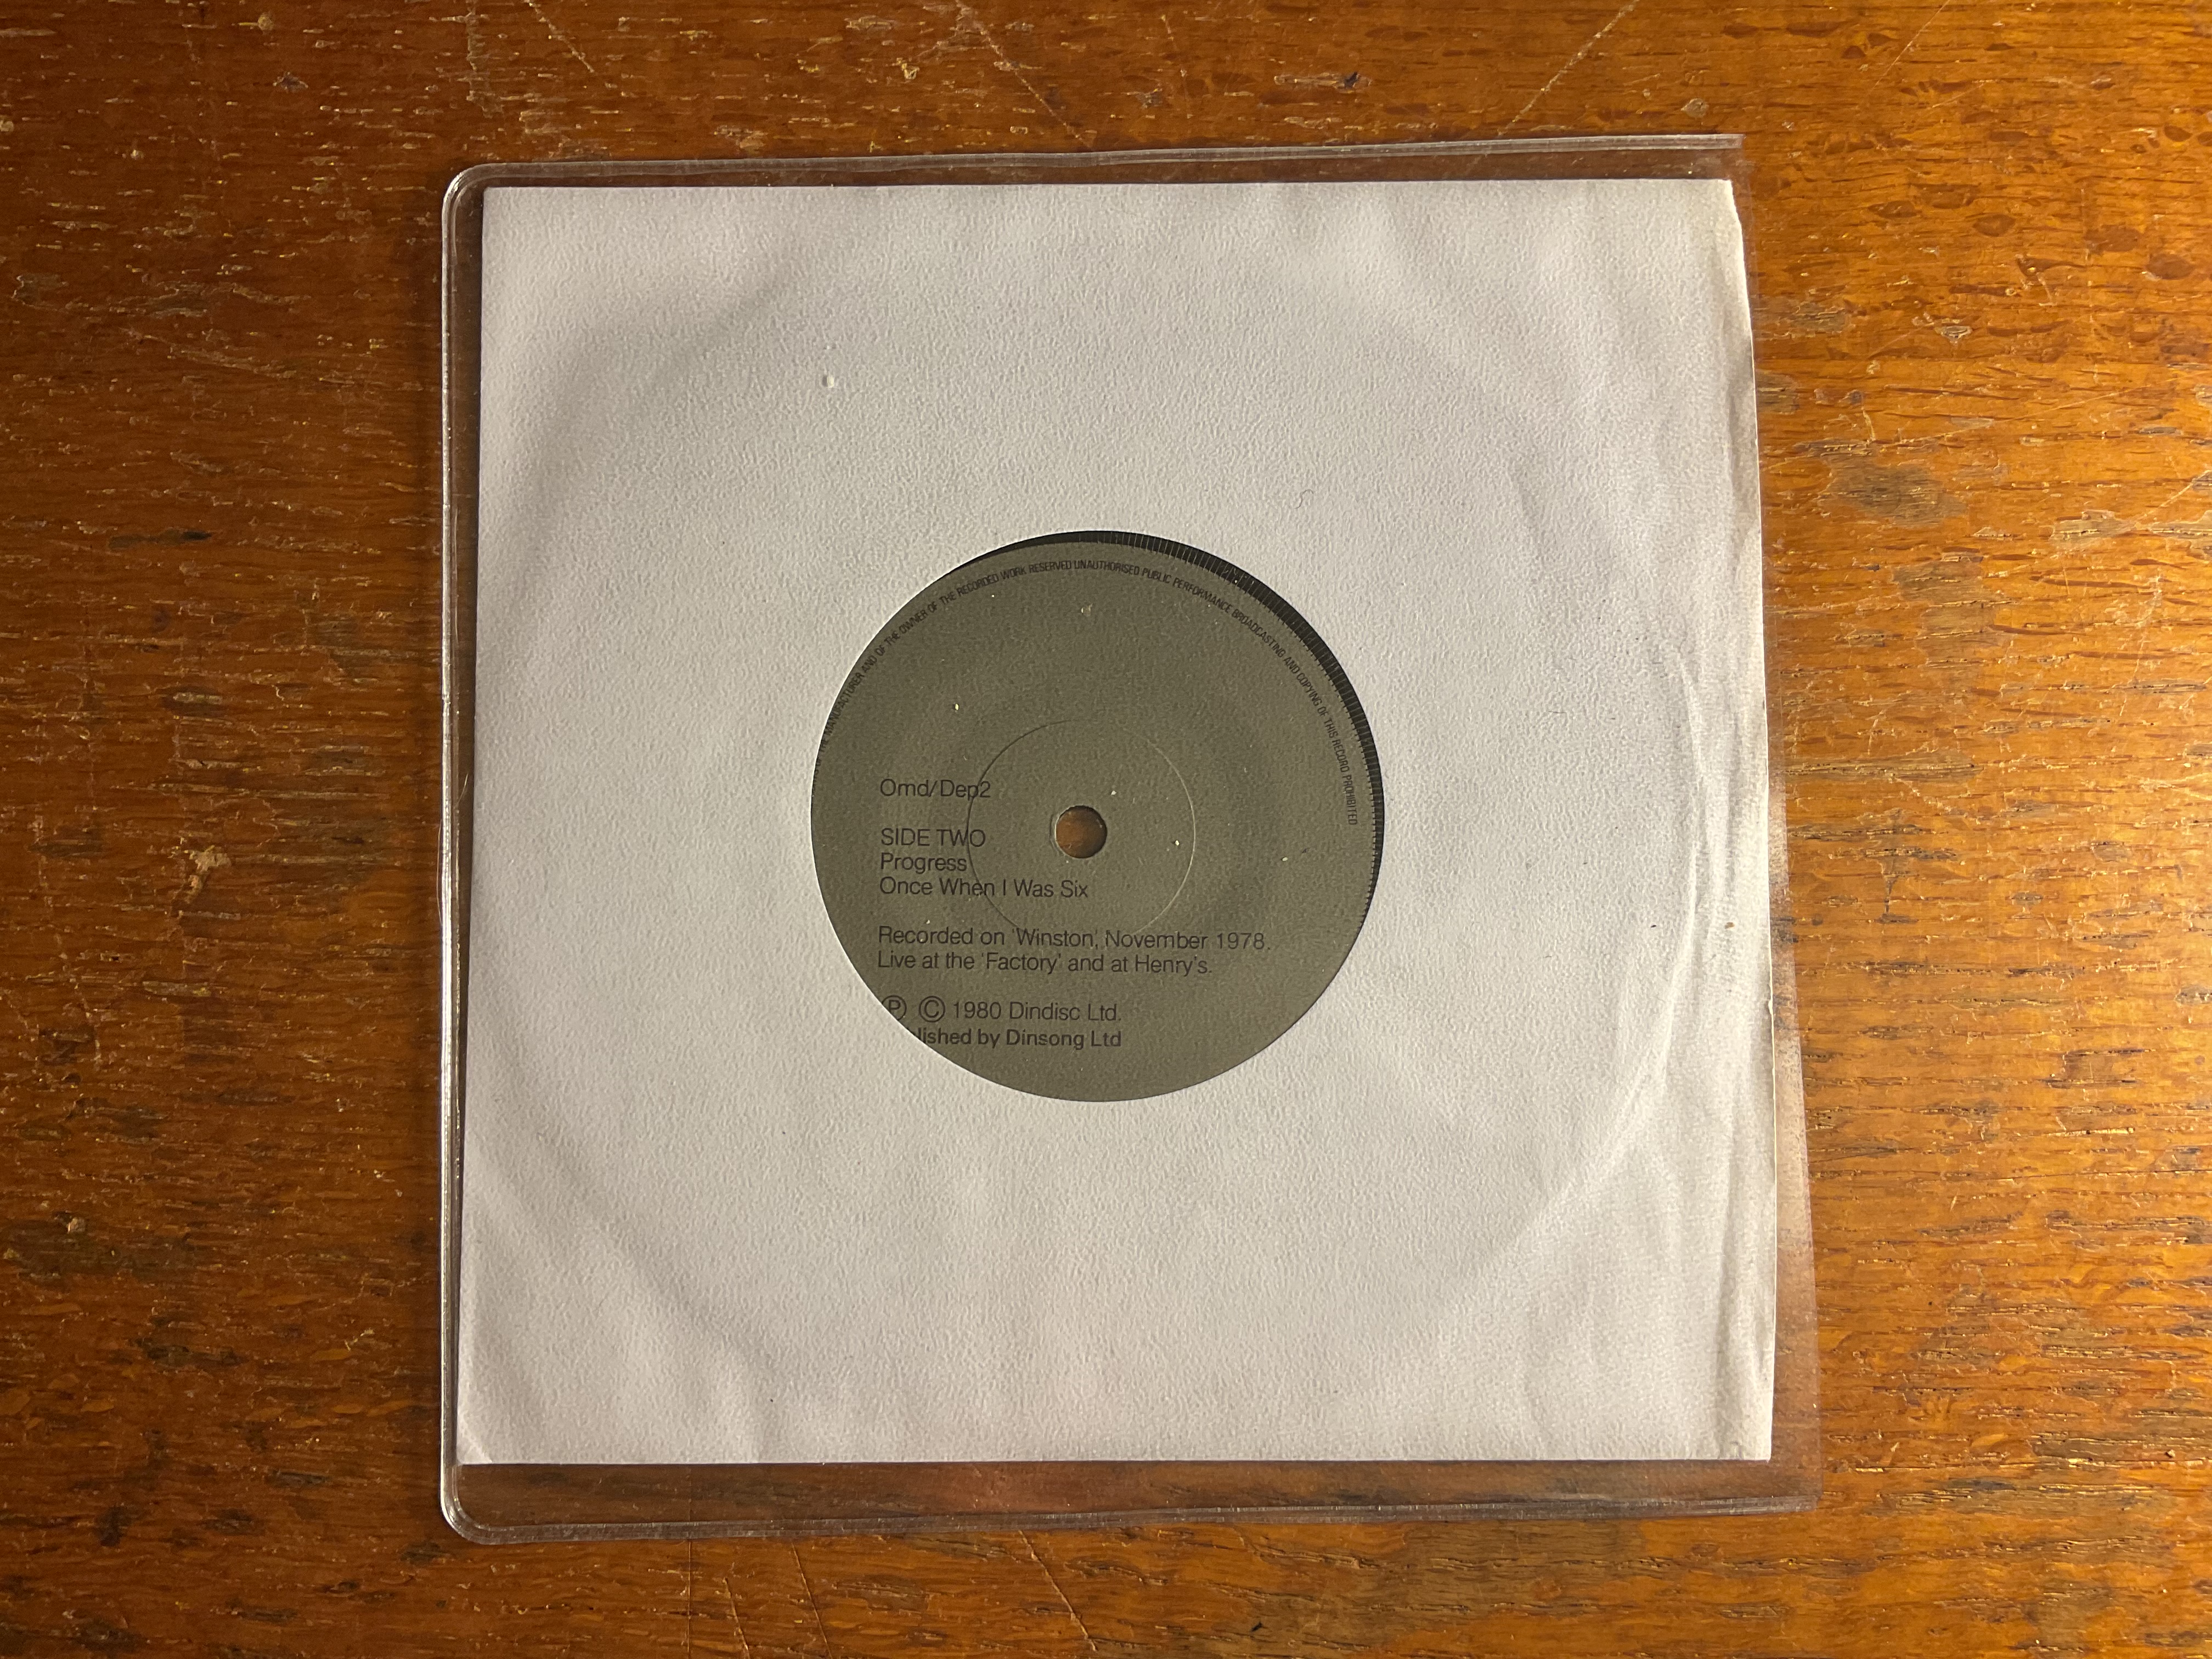 MANUFACTURER AND OF THE OWNER OF THE RECORDED WORK RESERVED UNAUTHORISED PUBLIC PERFORMANCE BROADCASTING AND COPYING OF THIS RECORD PROHIBITED
Omd/Dep2
SIDE TWO
Progress
Once When I Was Six
Recorded on 'Winston', November 1978.
Live at the 'Factory' and at Henry's.
Ⓟ © 1980 Dindisc Ltd.
lished by Dinsong Ltd